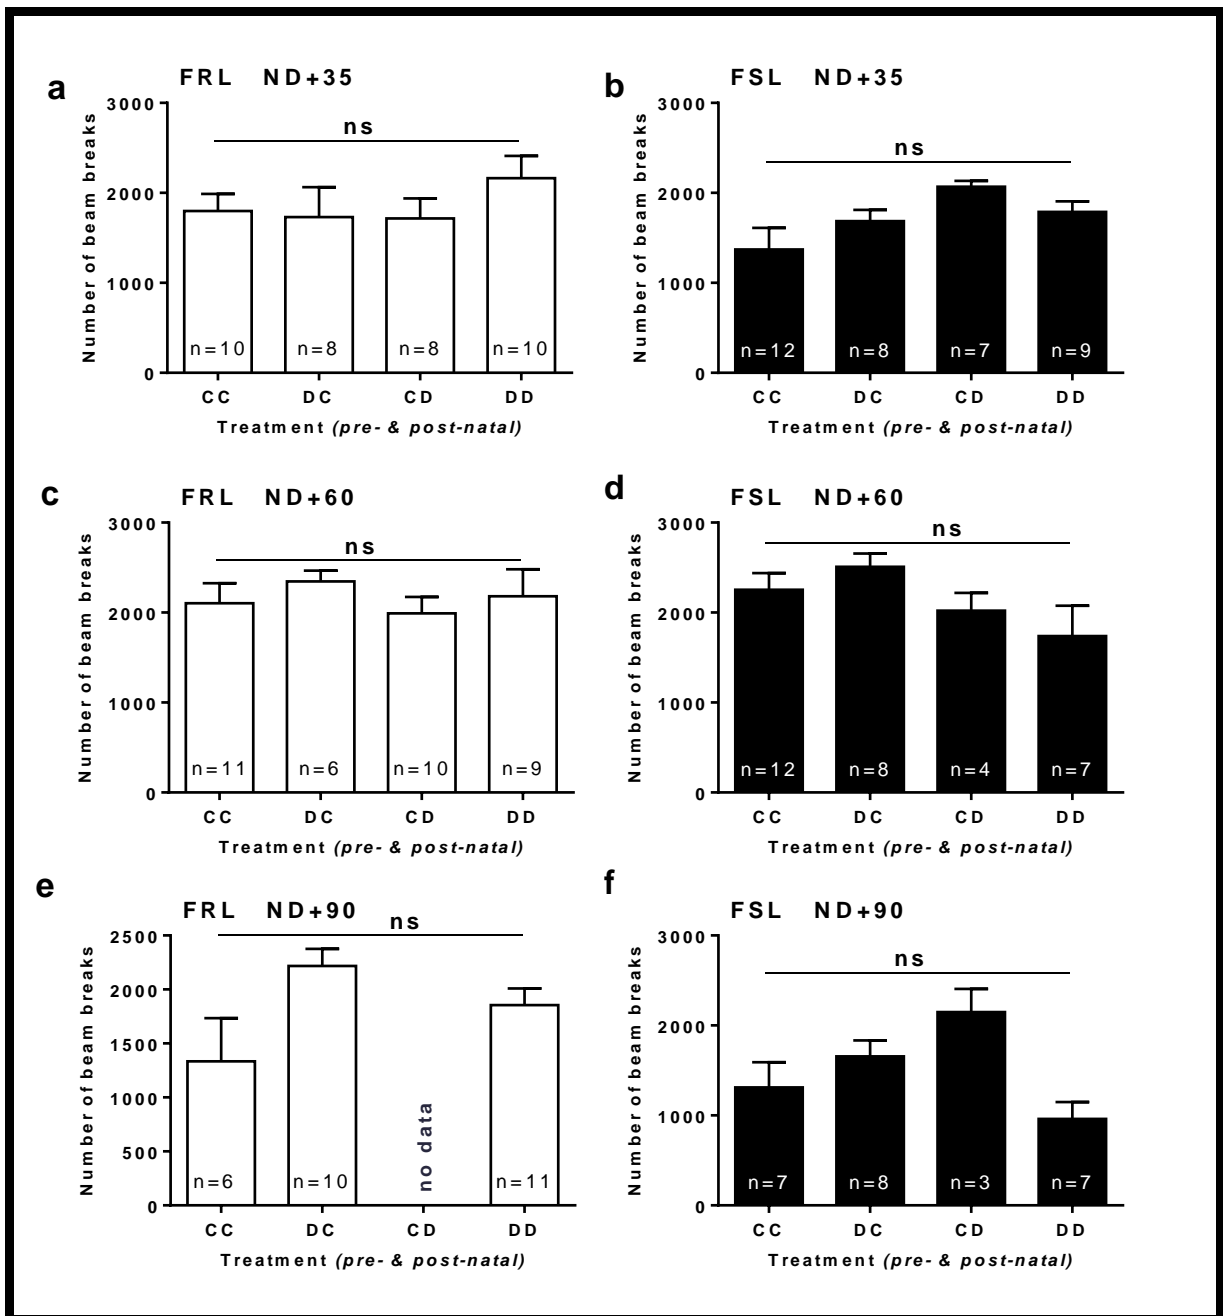 a
FRL ND+35
Number of beam breaks
3000
2000
1000
0
ns
n=10
n=8
n=8
n=10
CC
DC
CD
DD
Treatment (pre- & post-natal)
b
FSL ND+35
Number of beam breaks
3000
2000
1000
0
ns
n=12
n=8
n=7
n=9
CC
DC
CD
DD
Treatment (pre- & post-natal)
c
FRL ND+60
Number of beam breaks
3000
2000
1000
0
ns
n=11
n=6
n=10
n=9
CC
DC
CD
DD
Treatment (pre- & post-natal)
d
FSL ND+60
Number of beam breaks
3000
2000
1000
0
ns
n=12
n=8
n=4
n=7
CC
DC
CD
DD
Treatment (pre- & post-natal)
e
FRL ND+90
Number of beam breaks
2500
2000
1500
1000
500
0
ns
n=6
n=10
no data
n=11
CC
DC
CD
DD
Treatment (pre- & post-natal)
f
FSL ND+90
Number of beam breaks
3000
2000
1000
0
ns
n=7
n=8
n=3
n=7
CC
DC
CD
DD
Treatment (pre- & post-natal)